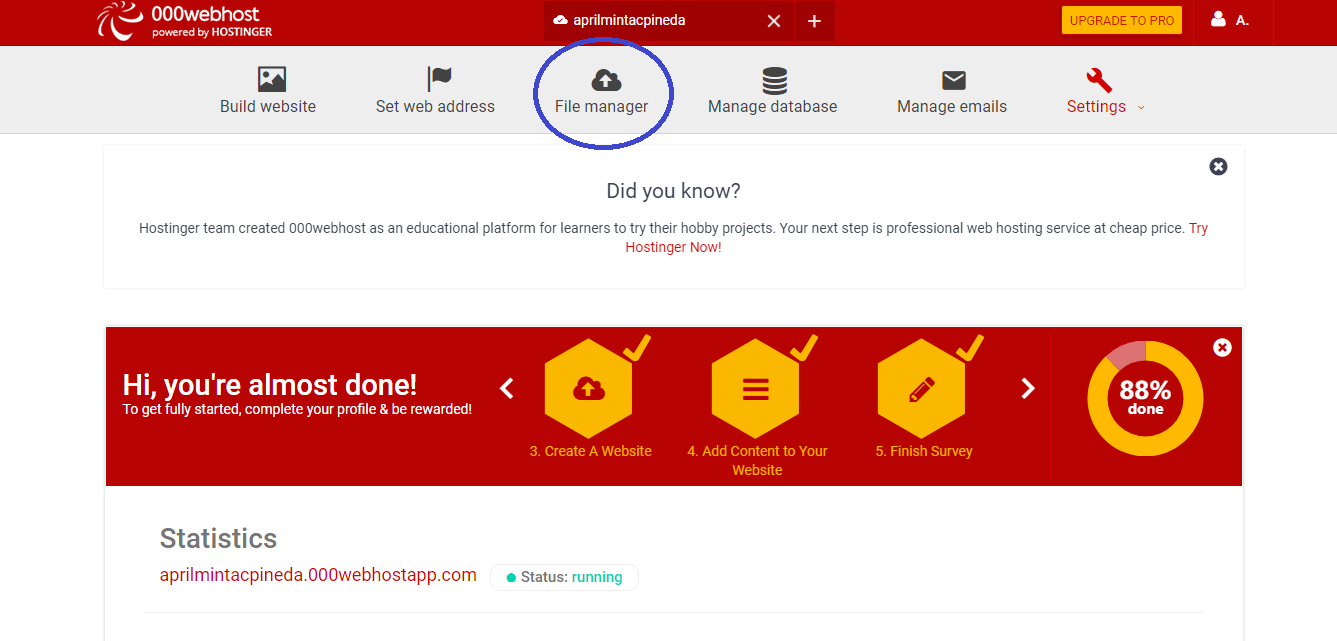 000webhost
powered by HOSTINGER
aprilmintacpineda
UPGRADE TO PRO
A.
Build website
Set web address
File manager
Manage database
Manage emails
Settings
Did you know?
Hostinger team created 000webhost as an educational platform for learners to try their hobby projects. Your next step is professional web hosting service at cheap price. Try
Hostinger Now!
Hi, you're almost done!
To get fully started, complete your profile & be rewarded!
3. Create A Website
4. Add Content to Your
Website
5. Finish Survey
88%
done
Statistics
aprilmintacpineda.000webhostapp.com
Status: running